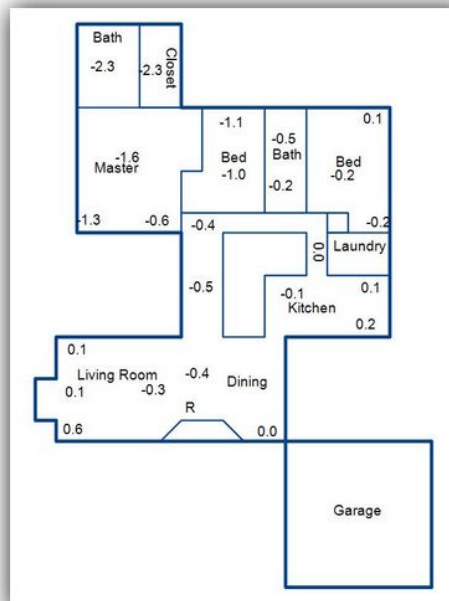 Bath
-2.3
-2.3
Closet
-1.1
Bed
-1.0
-0.5
Bath
-0.2
0.1
Bed
-0.2
-0.2
-1.6
Master
-1.3
-0.6
-0.4
0.0
Laundry
-0.5
-0.1
Kitchen
0.1
0.2
0.1
Living Room
0.1
-0.3
-0.4
Dining
R
0.6
0.0
Garage